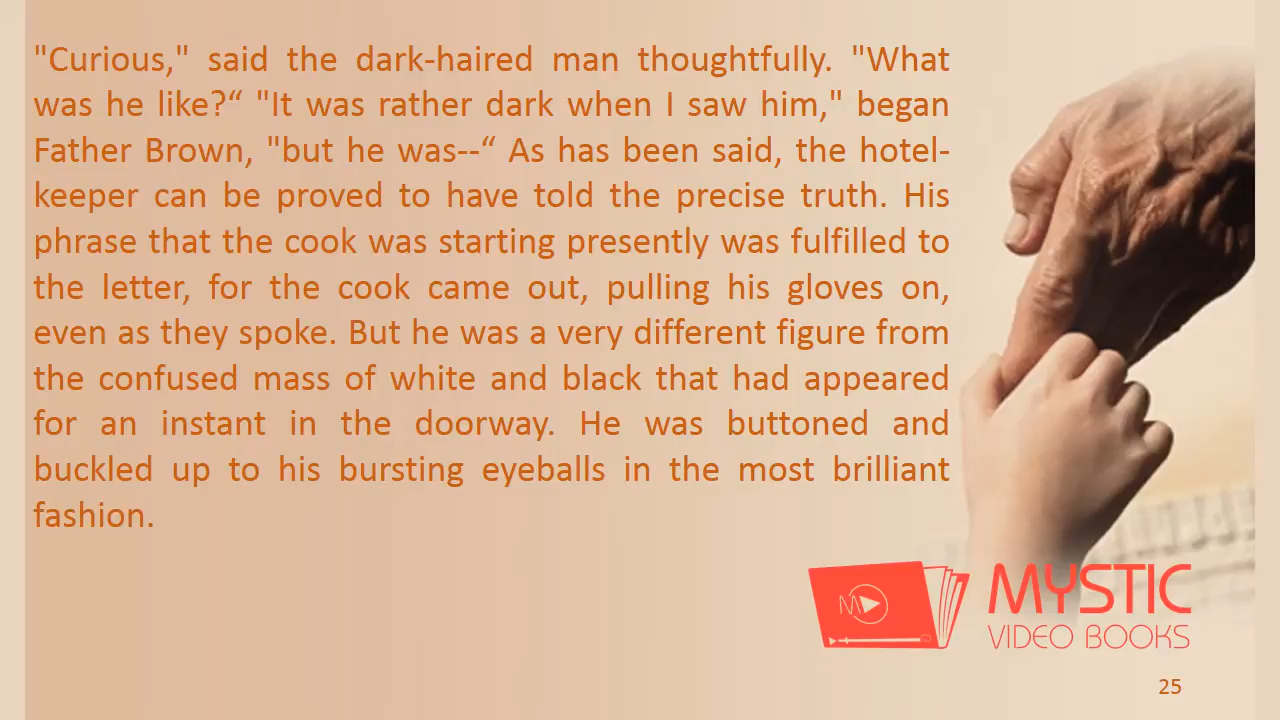 "Curious," said the dark-haired man thoughtfully. "What
was he like?“ "It was rather dark when I saw him," began
Father Brown, "but he was--“ As has been said, the hotel-
keeper can be proved to have told the precise truth. His
phrase that the cook was starting presently was fulfilled to
the letter, for the cook came out, pulling his gloves on,
even as they spoke. But he was a very different figure from
the confused mass of white and black that had appeared
for an instant in the doorway. He was buttoned and
buckled up to his bursting eyeballs in the most brilliant
fashion.
M
MYSTIC
VIDEO BOOKS
25